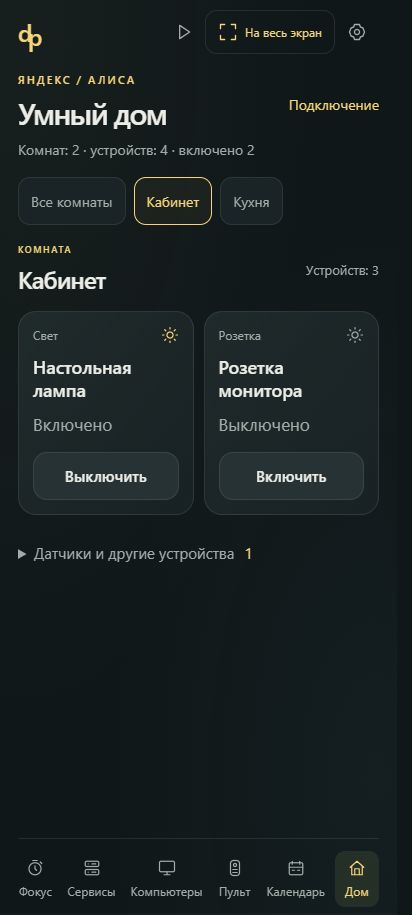 dp
На весь экран
ЯНДЕКС / АЛИСА
Умный дом
Подключение
Комнат: 2 · устройств: 4 · включено 2
Все комнаты
Кабинет
Кухня
КОМНАТА
Кабинет
Устройств: 3
Свет
Настольная
лампа
Включено
Выключить
Розетка
Розетка
монитора
Выключено
Включить
Датчики и другие устройства 1
Фокус
Сервисы
Компьютеры
Пульт
Календарь
Дом